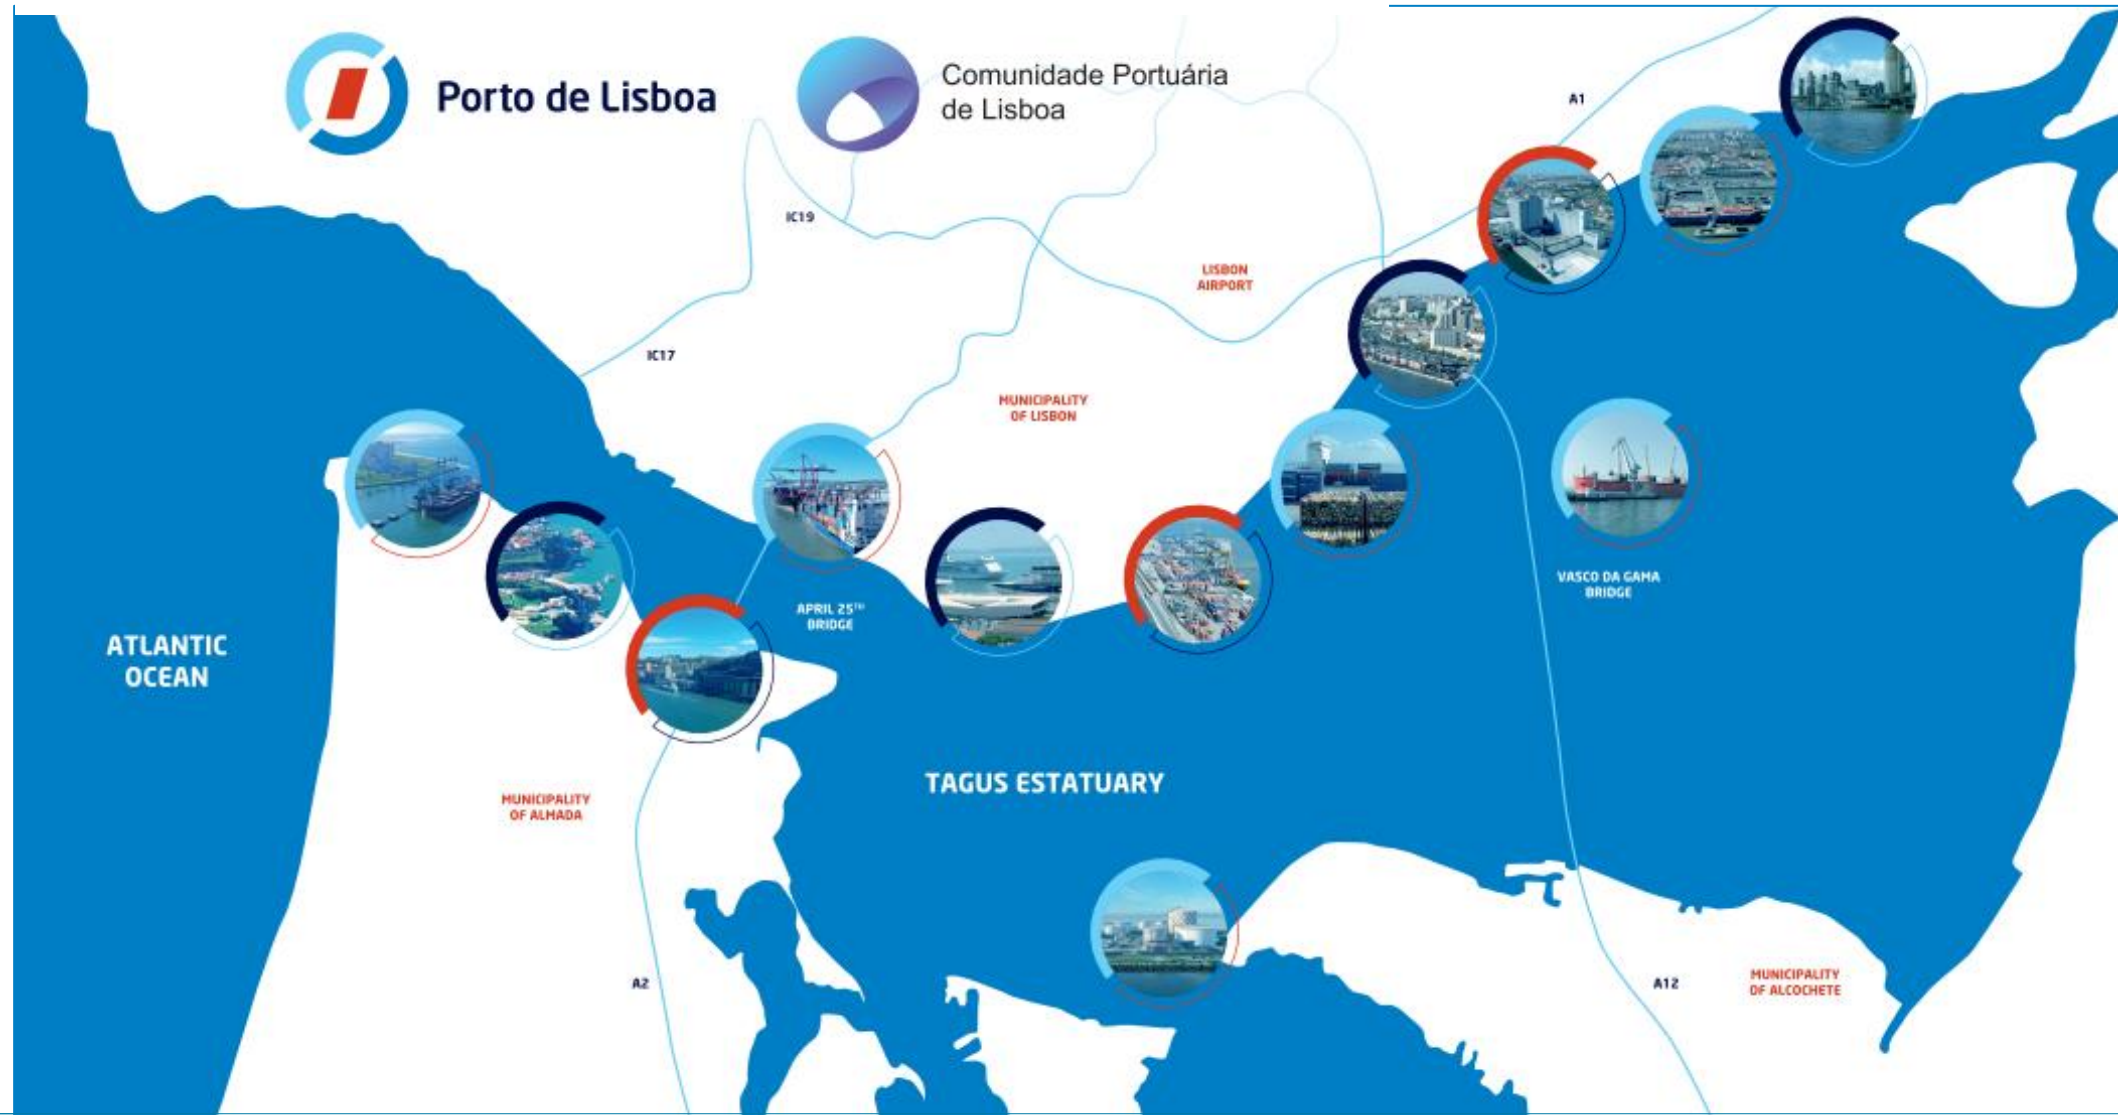 Porto de Lisboa
Comunidade Portuária
de Lisboa
A1
IC19
LISBON
AIRPORT
IC17
MUNICIPALITY
OF LISBON
APRIL 25TH
BRIDGE
VASCO DA GAMA
BRIDGE
ATLANTIC
OCEAN
TAGUS ESTATUARY
MUNICIPALITY
OF ALMADA
A2
A12
MUNICIPALITY
OF ALCOCHETE